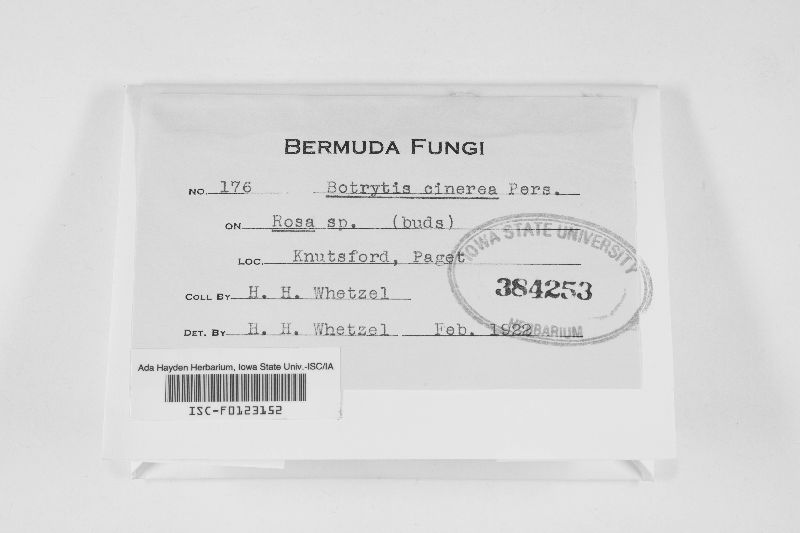 BERMUDA FUNGI
NO. 176 Botrytis cinerea Pers.
ON Rosa sp. (buds)
LOC. Knutsford, Paget
COLL BY H. H. Whetzel
DET. BY H. H. Whetzel Feb. 1922
IOWA STATE UNIVERSITY
384253
HERBARIUM
Ada Hayden Herbarium, Iowa State Univ.-ISC/IA
ISC-F0123152